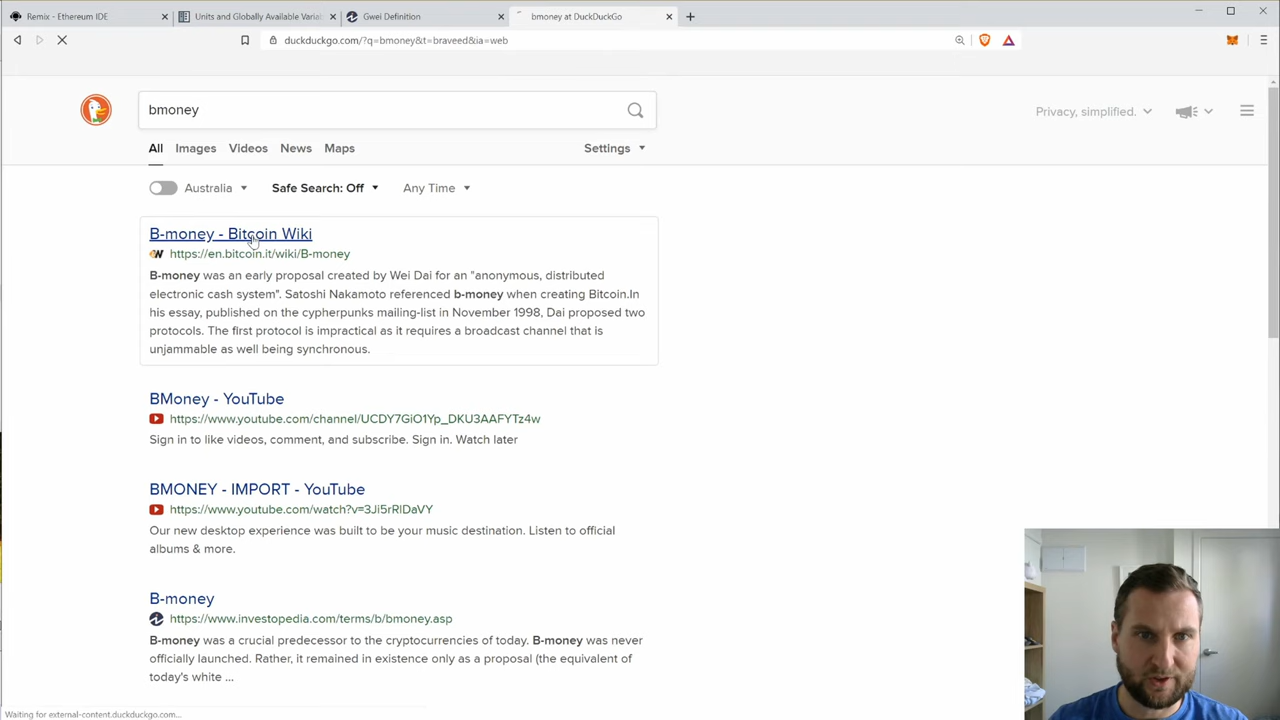 Remix - Ethereum IDE
Units and Globally Available Varial
Gwei Definition
bmoney at DuckDuckGo
duckduckgo.com/?q=bmoney&t=braveed&ia=web
bmoney
Privacy, simplified.
All Images Videos News Maps Settings
Australia Safe Search: Off Any Time
B-money - Bitcoin Wiki
https://en.bitcoin.it/wiki/B-money
B-money was an early proposal created by Wei Dai for an "anonymous, distributed
electronic cash system". Satoshi Nakamoto referenced b-money when creating Bitcoin.In
his essay, published on the cypherpunks mailing-list in November 1998, Dai proposed two
protocols. The first protocol is impractical as it requires a broadcast channel that is
unjammable as well being synchronous.
BMoney - YouTube
https://www.youtube.com/channel/UCDY7GiO1Yp_DKU3AAFYTz4w
Sign in to like videos, comment, and subscribe. Sign in. Watch later
BMONEY - IMPORT - YouTube
https://www.youtube.com/watch?v=3Ji5rRlDaVY
Our new desktop experience was built to be your music destination. Listen to official
albums & more.
B-money
https://www.investopedia.com/terms/b/bmoney.asp
B-money was a crucial predecessor to the cryptocurrencies of today. B-money was never
officially launched. Rather, it remained in existence only as a proposal (the equivalent of
today's white ...
Waiting for external-content.duckduckgo.com...